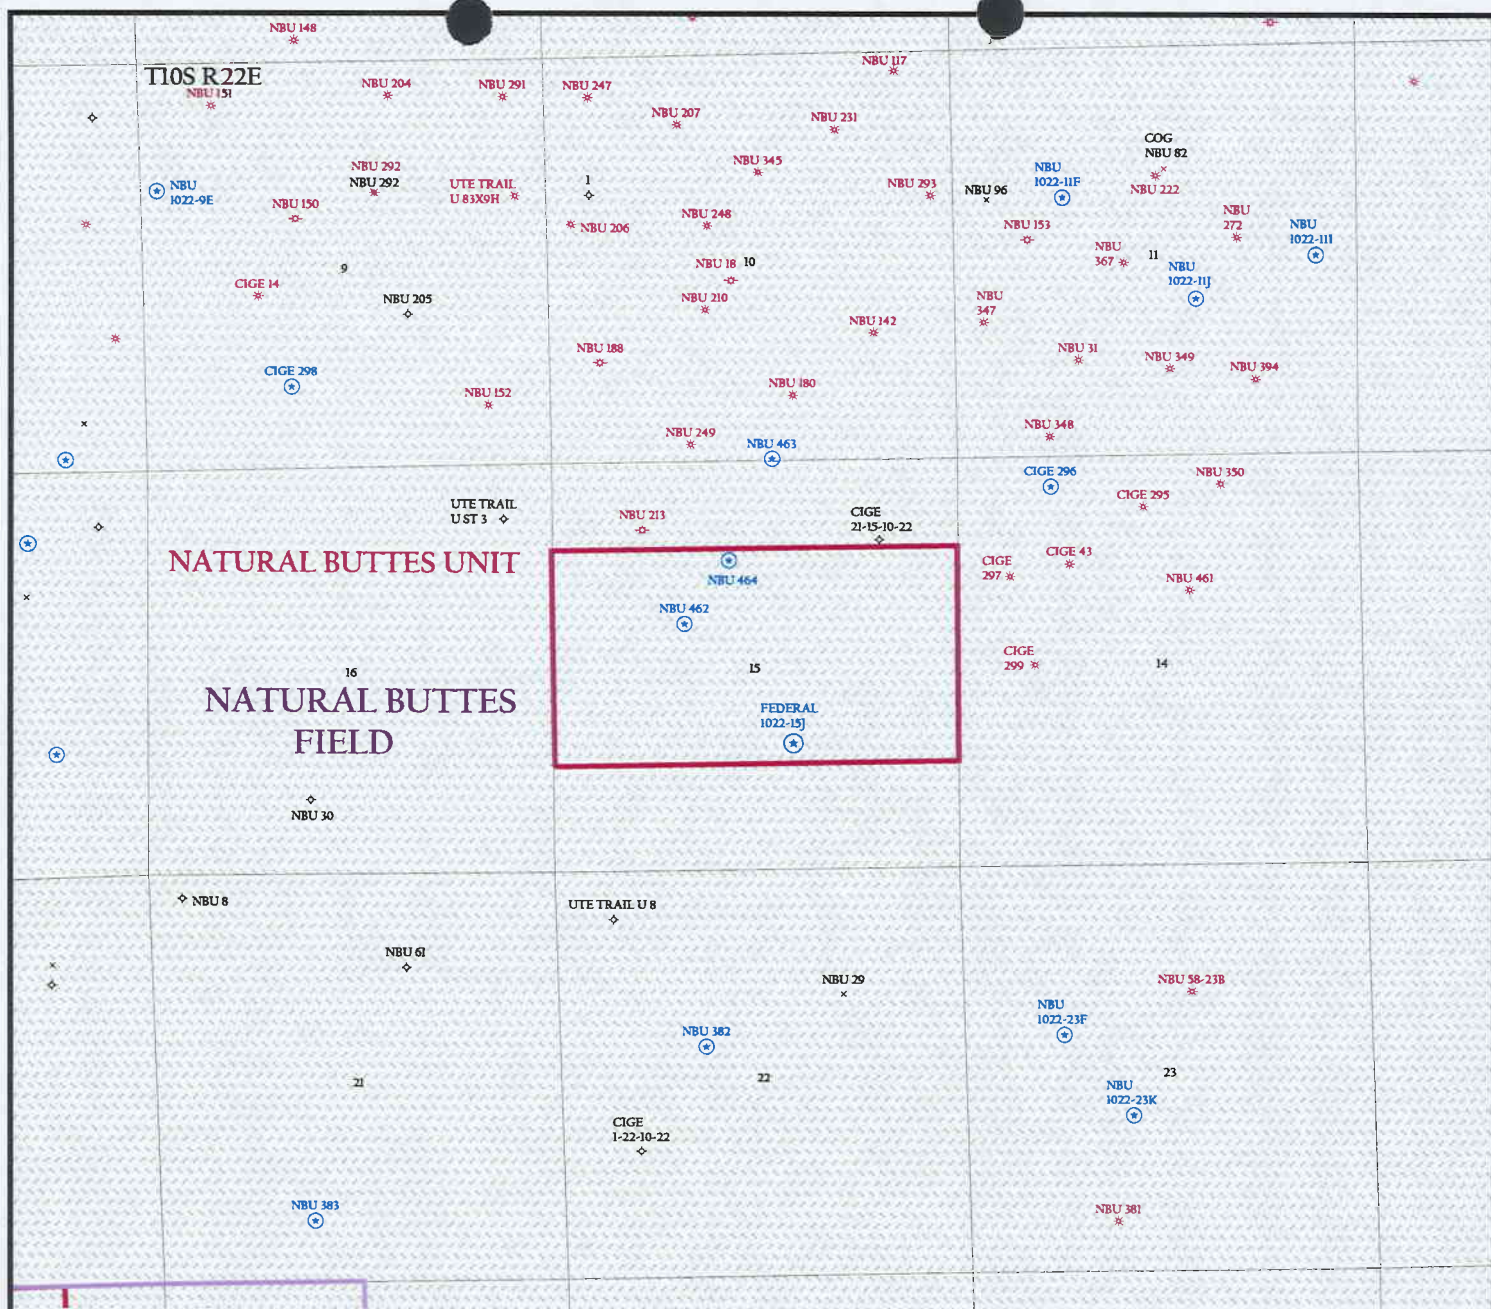 NBU 148
T10S R22E
NBU 151
NBU 204
NBU 291
NBU 247
NBU 207
NBU 117
NBU 231
NBU 345
COG
NBU 82
NBU 222
NBU
1022-9E
NBU 292
NBU 292
UTE TRAIL
U 83X9H
1
NBU 293
NBU 96
NBU
1022-11F
NBU 150
NBU 206
NBU 248
NBU 153
NBU
272
NBU
1022-11I
NBU
367
11
NBU
1022-11J
9
NBU 18
10
CIGE 14
NBU 205
NBU 210
NBU 142
NBU
347
NBU 188
NBU 31
NBU 349
NBU 394
CIGE 298
NBU 152
NBU 180
NBU 249
NBU 463
NBU 348
CIGE 296
CIGE 295
NBU 350
UTE TRAIL
U ST 3
NBU 213
CIGE
21-15-10-22
NATURAL BUTTES UNIT
NBU 464
CIGE
297
CIGE 43
NBU 461
NBU 462
16
15
CIGE
299
14
NATURAL BUTTES
FIELD
FEDERAL
1022-15J
NBU 30
NBU 8
UTE TRAIL U 8
NBU 61
NBU 29
NBU 58-23B
NBU 382
NBU
1022-23F
21
22
23
NBU
1022-23K
CIGE
1-22-10-22
NBU 383
NBU 381